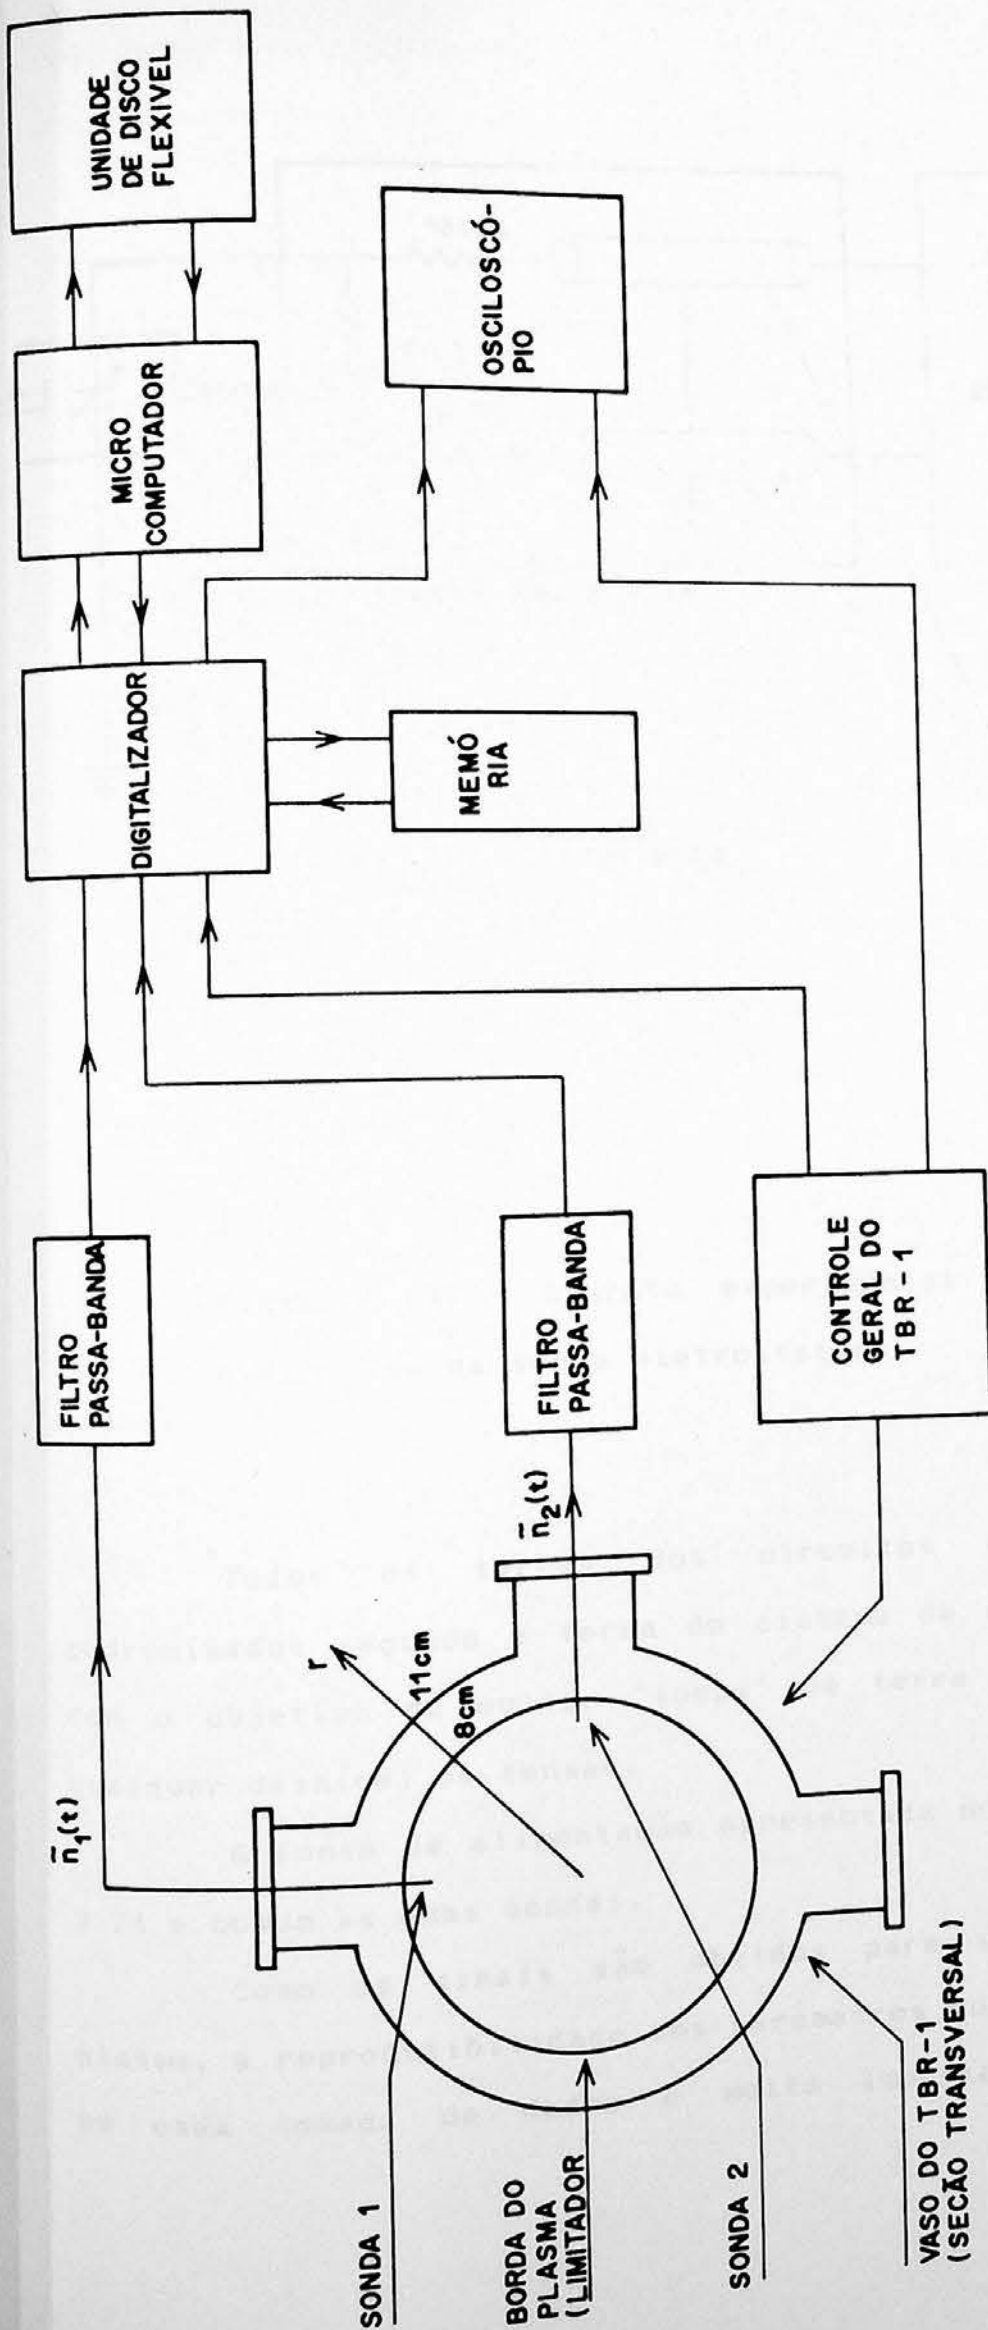 UNIDADE
DE DISCO
FLEXIVEL
MICRO
COMPUTADOR
OSCILOSCÓ-
PIO
DIGITALIZADOR
MEMÓ
RIA
FILTRO
PASSA-BANDA
FILTRO
PASSA-BANDA
CONTROLE
GERAL DO
TBR-1
n̄₁(t)
n̄₂(t)
r
11cm
8cm
SONDA 1
BORDA DO
PLASMA
(LIMITADOR
SONDA 2
VASO DO TBR-1
(SECÃO TRANSVERSAL)